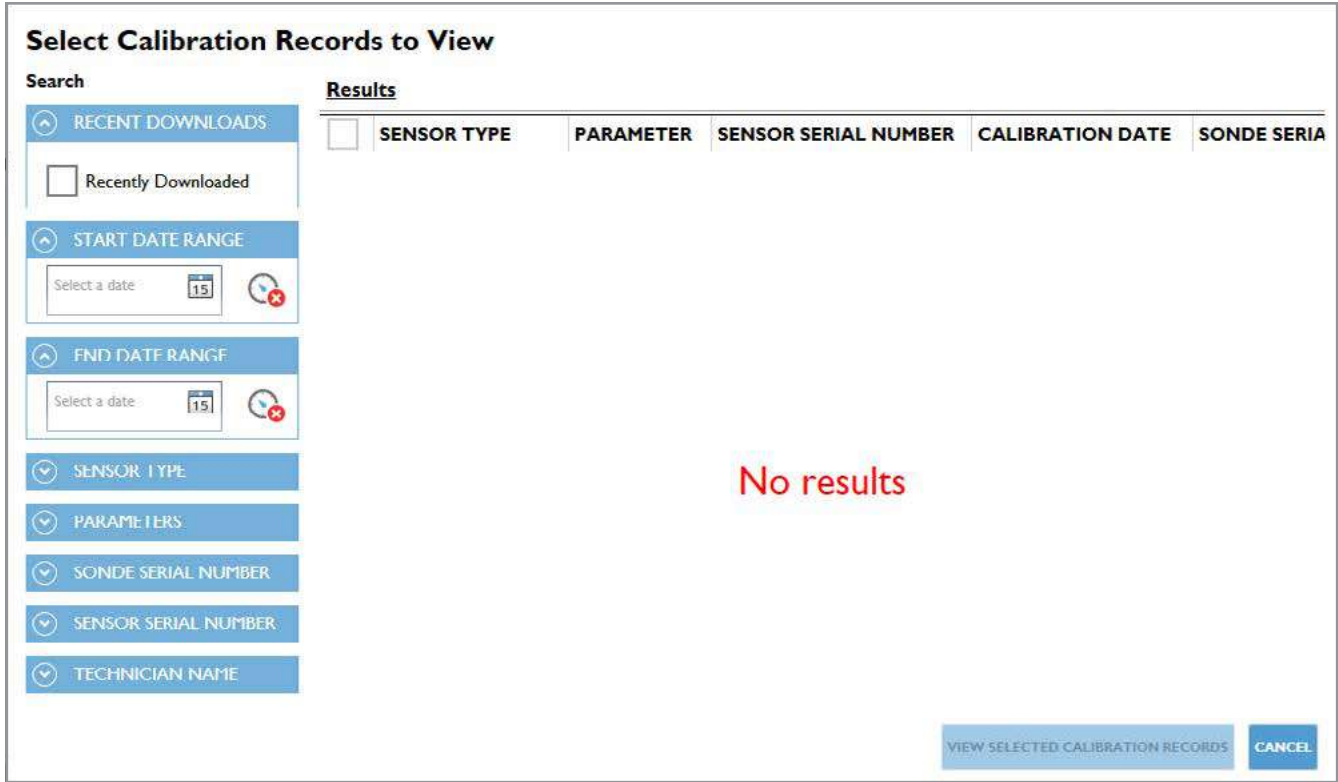 Select Calibration Records to View
Search
RECENT DOWNLOADS
Recently Downloaded
START DATE RANGE
Select a date
15
END DATE RANGE
Select a date
15
SENSOR TYPE
PARAMETERS
SONDE SERIAL NUMBER
SENSOR SERIAL NUMBER
TECHNICIAN NAME
Results
SENSOR TYPE PARAMETER SENSOR SERIAL NUMBER CALIBRATION DATE SONDE SERIA
No results
VIEW SELECTED CALIBRATION RECORDS CANCEL